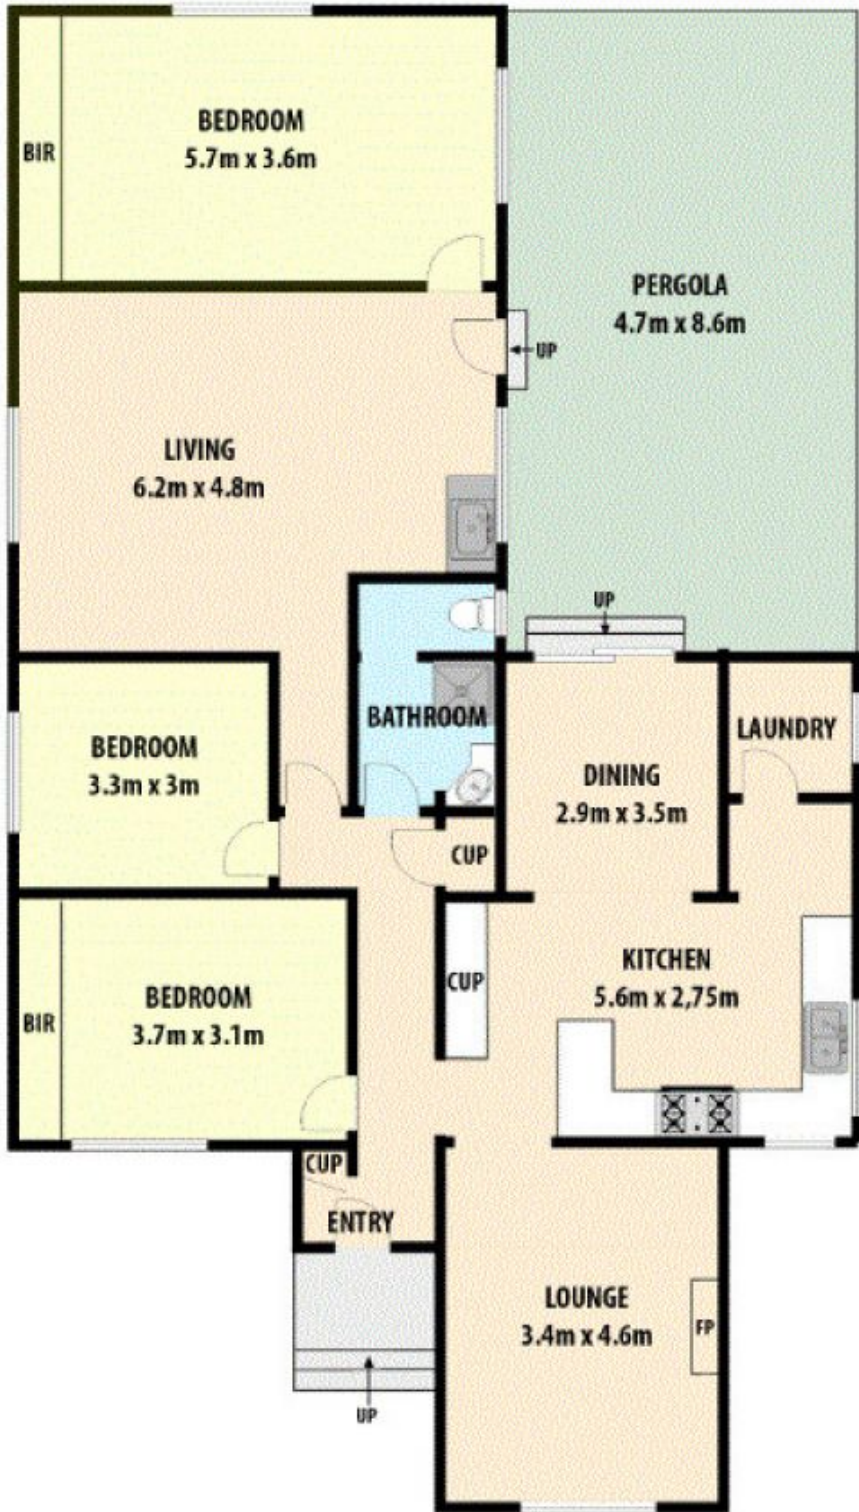 BEDROOM
5.7m x 3.6m
BIR
PERGOLA
4.7m x 8.6m
UP
LIVING
6.2m x 4.8m
UP
BATHROOM
LAUNDRY
BEDROOM
3.3m x 3m
DINING
2.9m x 3.5m
CUP
KITCHEN
5.6m x 2,75m
CUP
BEDROOM
3.7m x 3.1m
BIR
CUP
ENTRY
LOUNGE
3.4m x 4.6m
FP
UP